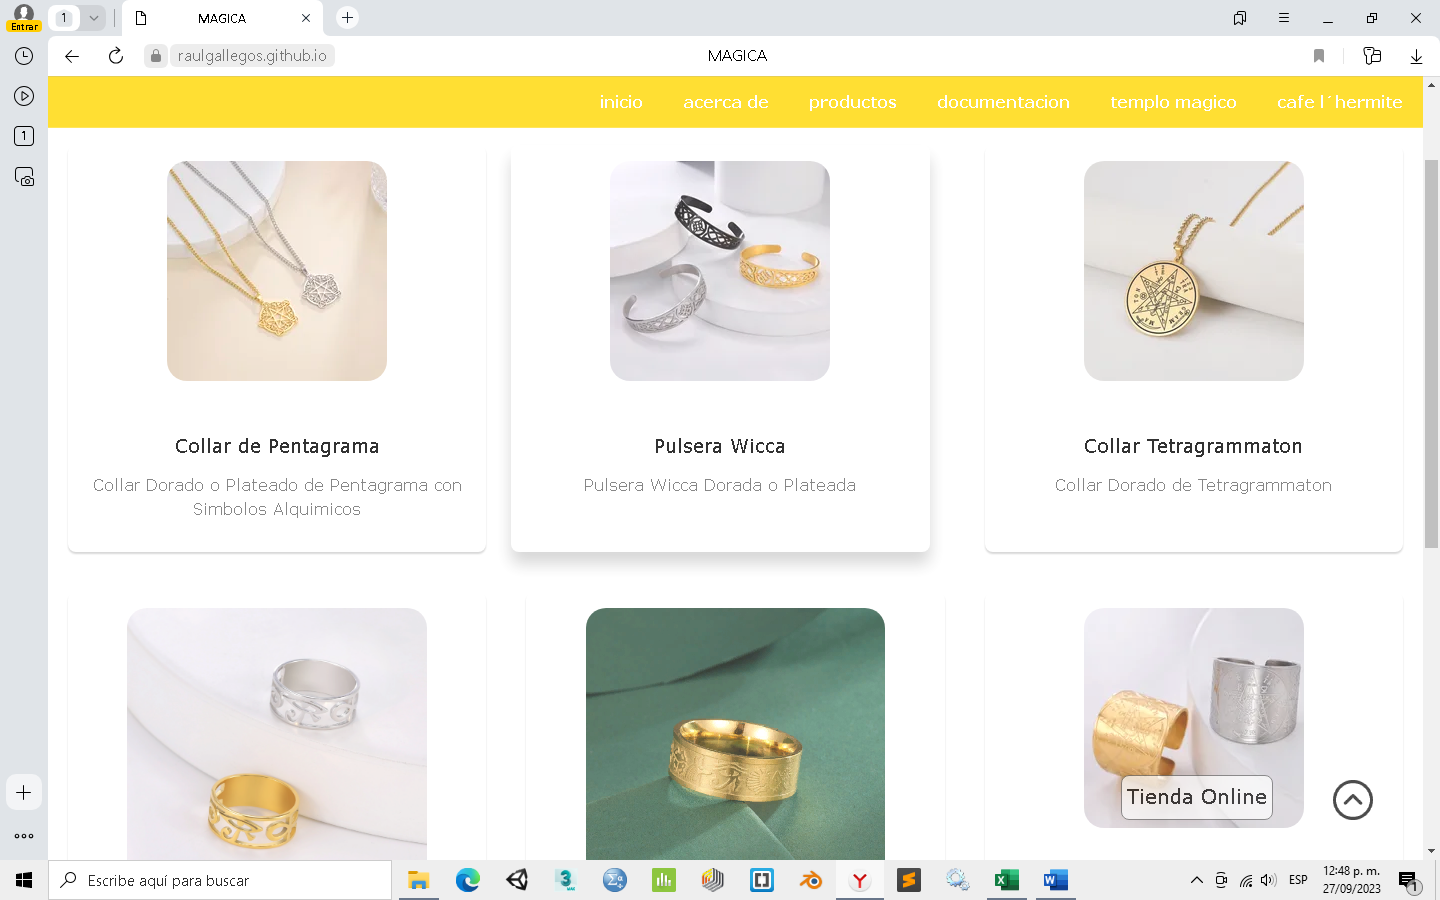 1
MAGICA
Entrar
raulgallegos.github.io
MAGICA
1
inicio
acerca de
productos
documentacion
templo magico
cafe l´hermite
Collar de Pentagrama
Collar Dorado o Plateado de Pentagrama con
Simbolos Alquimicos
Pulsera Wicca
Pulsera Wicca Dorada o Plateada
Collar Tetragrammaton
Collar Dorado de Tetragrammaton
Tienda Online
Escribe aquí para buscar
ESP
12:48 p. m.
27/09/2023
1